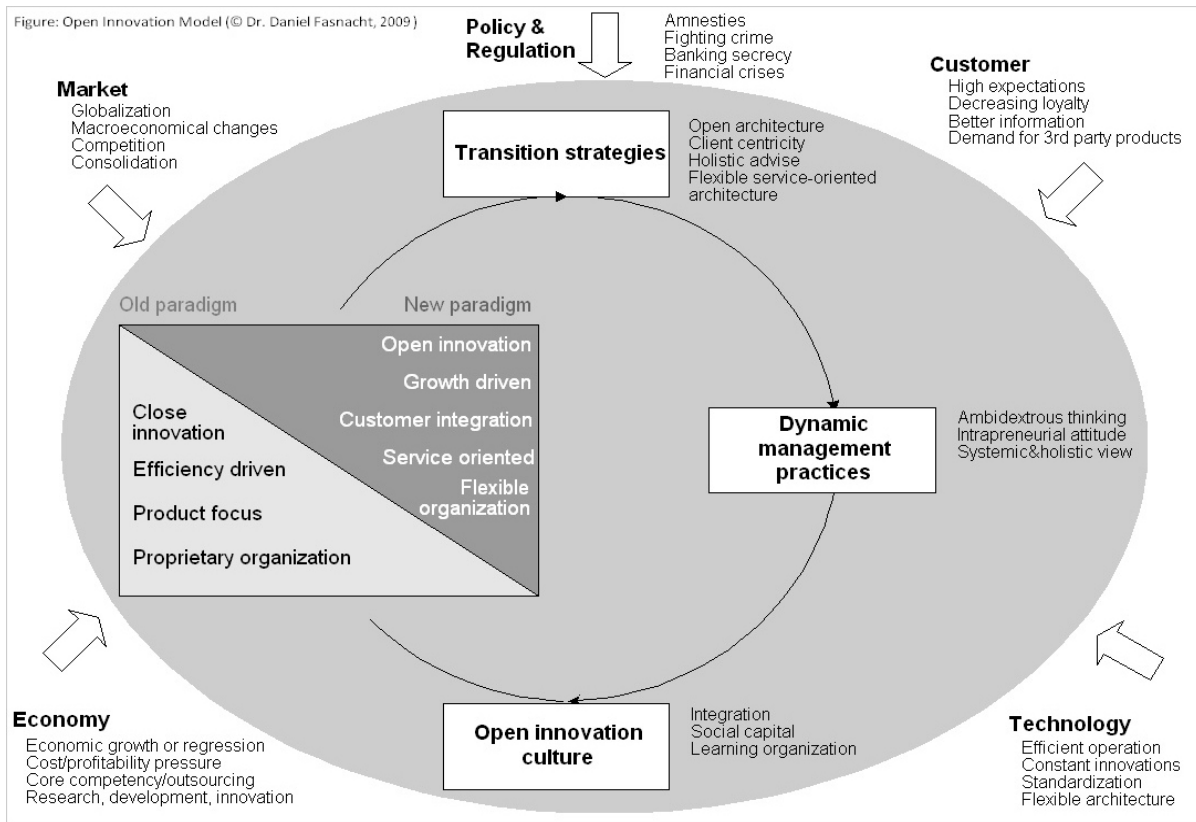 Figure: Open Innovation Model (© Dr. Daniel Fasnacht, 2009)
Policy &
Regulation
Amnesties
Fighting crime
Banking secrecy
Financial crises
Customer
High expectations
Decreasing loyalty
Better information
Demand for 3rd party products
Market
Globalization
Macroeconomical changes
Competition
Consolidation
Transition strategies
Open architecture
Client centricity
Holistic advise
Flexible service-oriented
architecture
Old paradigm
New paradigm
Open innovation
Growth driven
Customer integration
Service oriented
Flexible
organization
Close
innovation
Efficiency driven
Product focus
Proprietary organization
Dynamic
management
practices
Ambidextrous thinking
Intrapreneurial attitude
Systemic&holistic view
Open innovation
culture
Integration
Social capital
Learning organization
Economy
Economic growth or regression
Cost/profitability pressure
Core competency/outsourcing
Research, development, innovation
Technology
Efficient operation
Constant innovations
Standardization
Flexible architecture